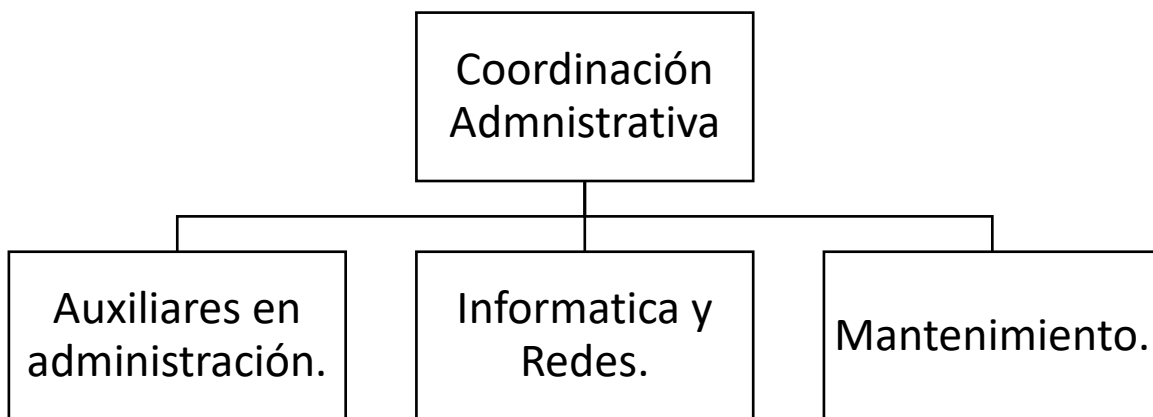 Coordinación
Admnistrativa
Auxiliares en
administración.
Informatica y
Redes.
Mantenimiento.